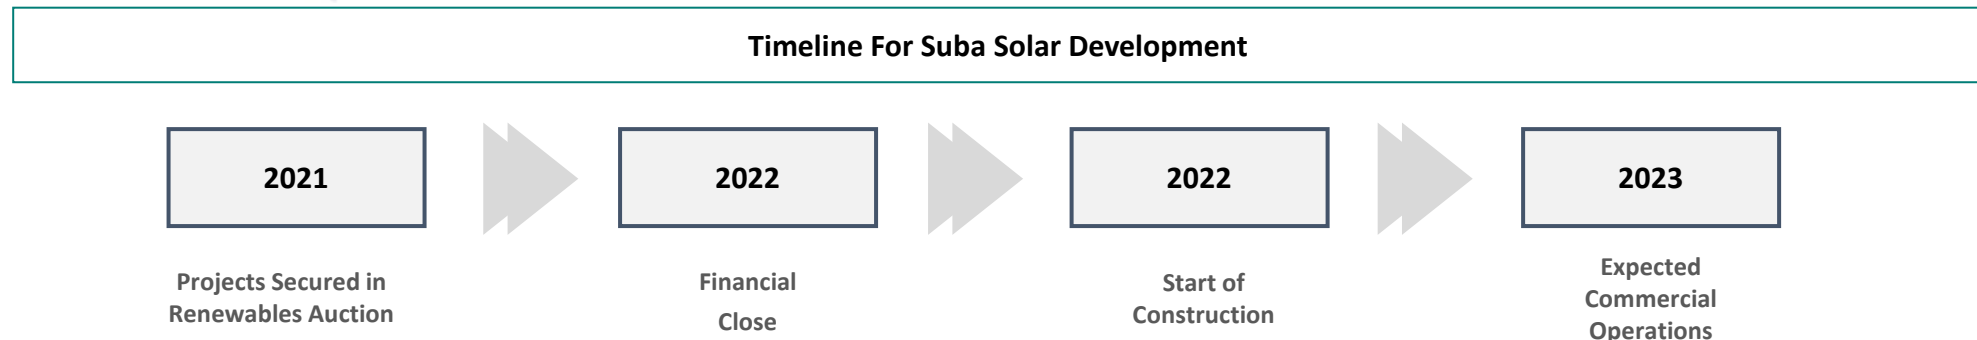 Timeline For Suba Solar Development
2021
2022
2022
2023
Projects Secured in
Renewables Auction
Financial
Close
Start of
Construction
Expected
Commercial
Operations